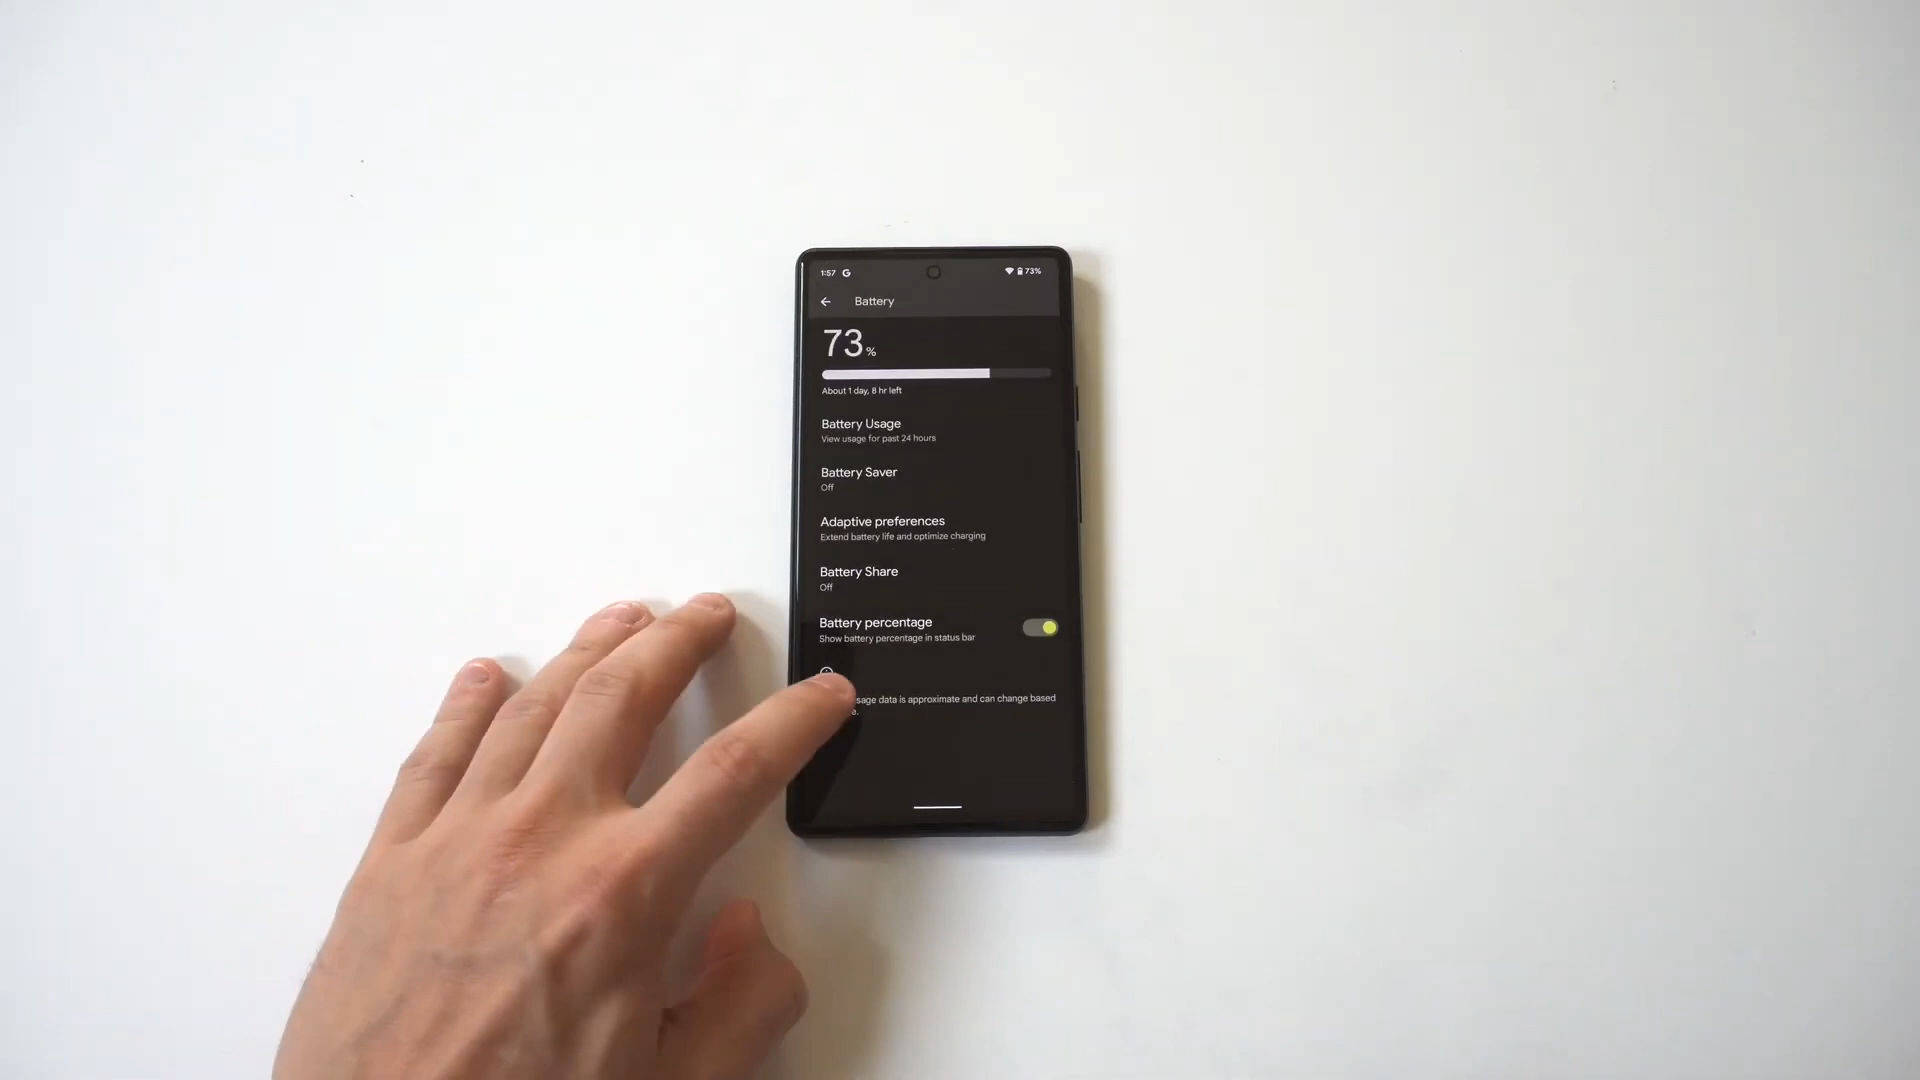 1:57 G 73%
Battery
73%
About 1 day, 8 hr left
Battery Usage
View usage for past 24 hours
Battery Saver
Off
Adaptive preferences
Extend battery life and optimize charging
Battery Share
Off
Battery percentage
Show battery percentage in status bar
data is approximate and can change based